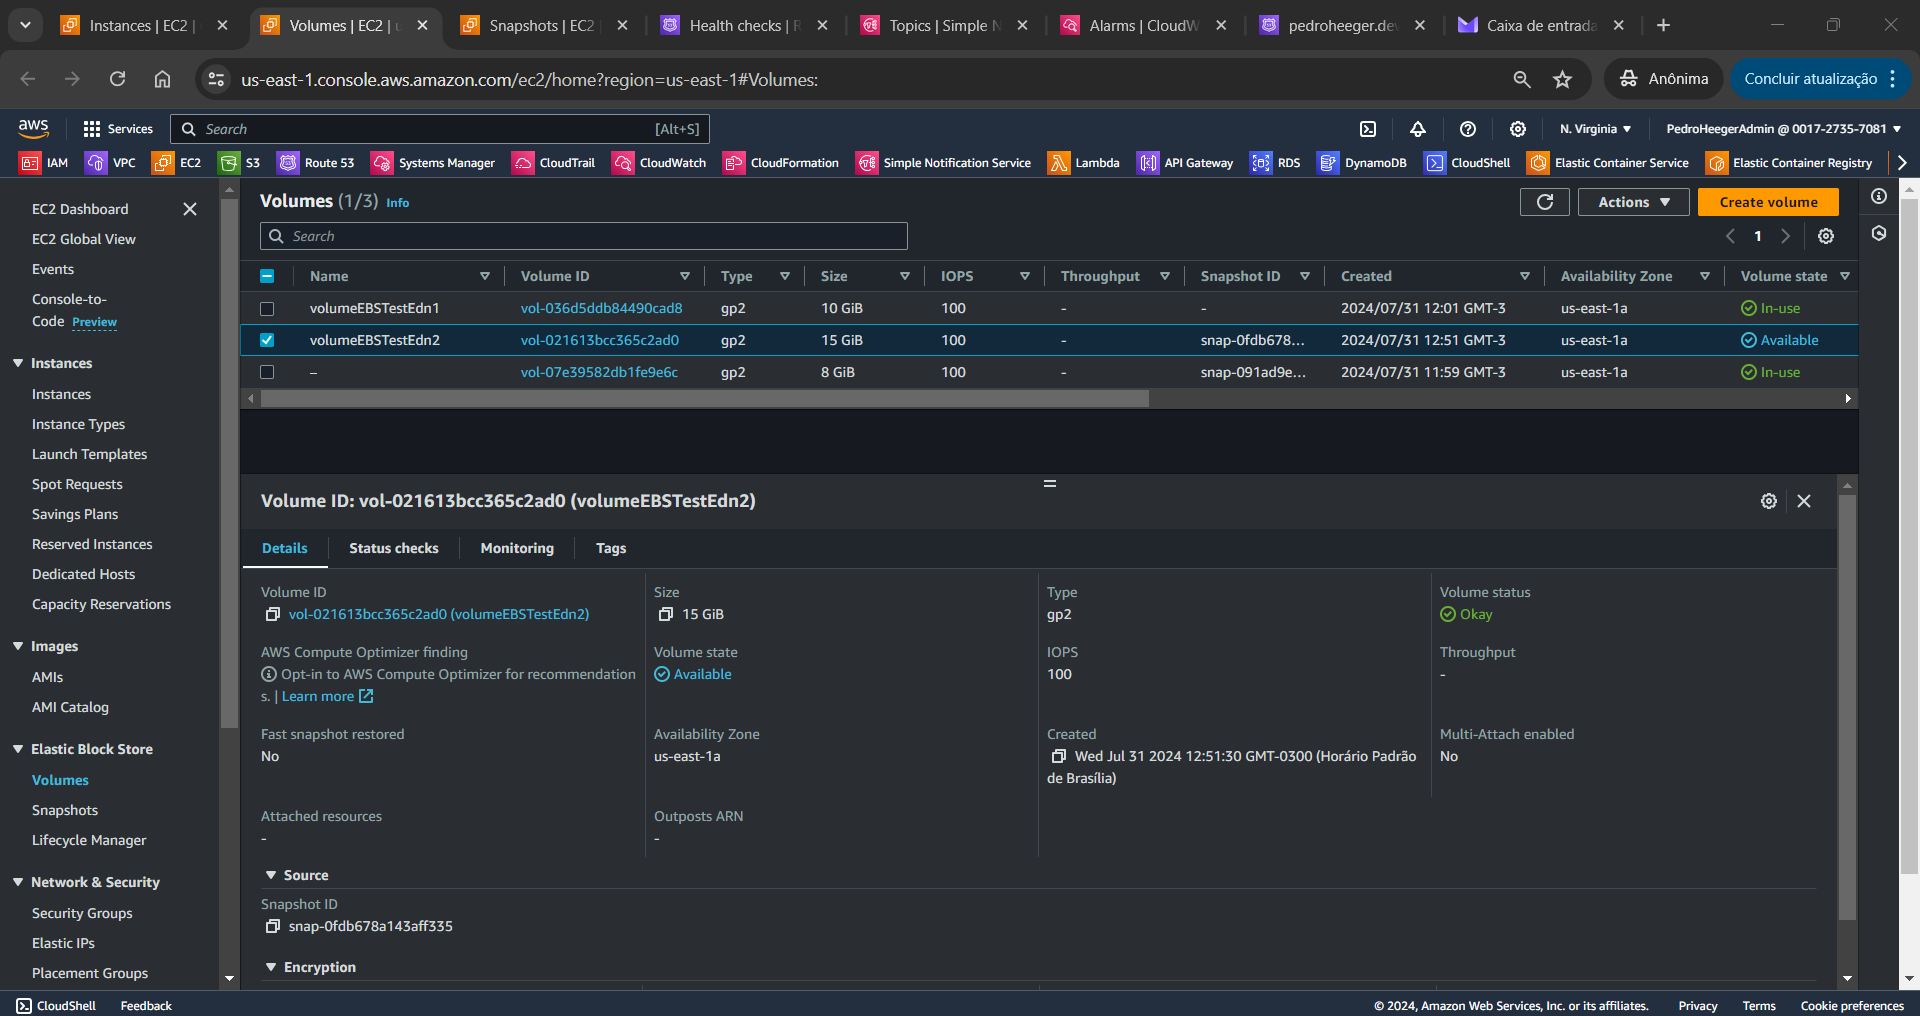 Instances | EC2 |
Volumes | EC2 | u
Snapshots | EC2
Health checks | R
Topics | Simple N
Alarms | CloudW
pedroheeger.dev
Caixa de entrada
us-east-1.console.aws.amazon.com/ec2/home?region=us-east-1#Volumes:
Anônima
Concluir atualização
aws
Services
Search
[Alt+S]
N. Virginia
PedroHeegerAdmin @ 0017-2735-7081
IAM
VPC
EC2
S3
Route 53
Systems Manager
CloudTrail
CloudWatch
CloudFormation
Simple Notification Service
Lambda
API Gateway
RDS
DynamoDB
CloudShell
Elastic Container Service
Elastic Container Registry
EC2 Dashboard
EC2 Global View
Events
Console-to-
Code Preview
Instances
Instances
Instance Types
Launch Templates
Spot Requests
Savings Plans
Reserved Instances
Dedicated Hosts
Capacity Reservations
Images
AMIs
AMI Catalog
Elastic Block Store
Volumes
Snapshots
Lifecycle Manager
Network & Security
Security Groups
Elastic IPs
Placement Groups
Volumes (1/3) Info
Actions
Create volume
Search
1
Name Volume ID Type Size IOPS Throughput Snapshot ID Created Availability Zone Volume state
volumeEBSTestEdn1 vol-036d5ddb84490cad8 gp2 10 GiB 100 - - 2024/07/31 12:01 GMT-3 us-east-1a In-use
volumeEBSTestEdn2 vol-021613bcc365c2ad0 gp2 15 GiB 100 - snap-0fdb678... 2024/07/31 12:51 GMT-3 us-east-1a Available
– vol-07e39582db1fe9e6c gp2 8 GiB 100 - snap-091ad9e... 2024/07/31 11:59 GMT-3 us-east-1a In-use
Volume ID: vol-021613bcc365c2ad0 (volumeEBSTestEdn2)
Details
Status checks
Monitoring
Tags
Volume ID
vol-021613bcc365c2ad0 (volumeEBSTestEdn2)
Size
15 GiB
Type
gp2
Volume status
Okay
AWS Compute Optimizer finding
Opt-in to AWS Compute Optimizer for recommendation
s. | Learn more
Volume state
Available
IOPS
100
Throughput
-
Fast snapshot restored
No
Availability Zone
us-east-1a
Created
Wed Jul 31 2024 12:51:30 GMT-0300 (Horário Padrão
de Brasília)
Multi-Attach enabled
No
Attached resources
-
Outposts ARN
-
Source
Snapshot ID
snap-0fdb678a143aff335
Encryption
CloudShell
Feedback
© 2024, Amazon Web Services, Inc. or its affiliates.
Privacy
Terms
Cookie preferences